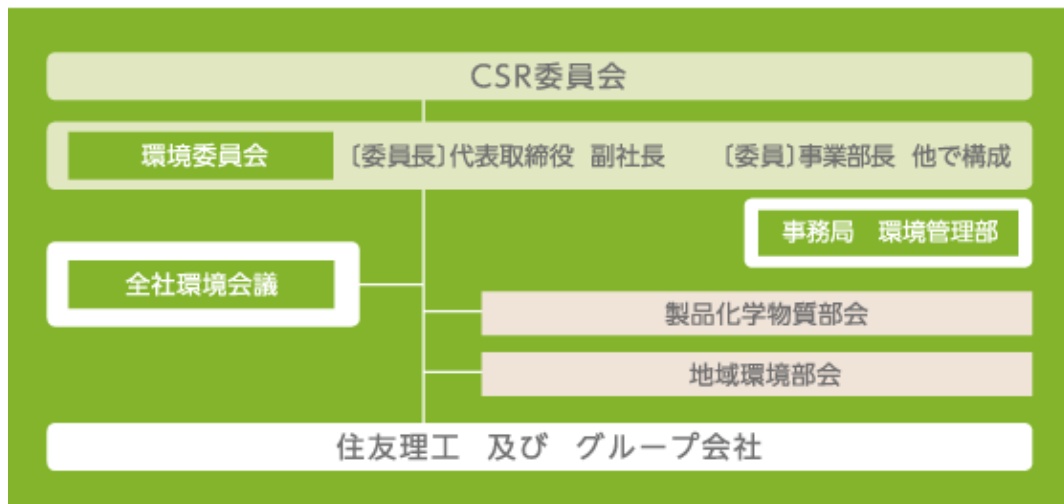 CSR委員会
環境委員会 〔委員長〕代表取締役 副社長 〔委員〕事業部長 他で構成
事務局 環境管理部
全社環境会議
製品化学物質部会
地域環境部会
住友理工 及び グループ会社